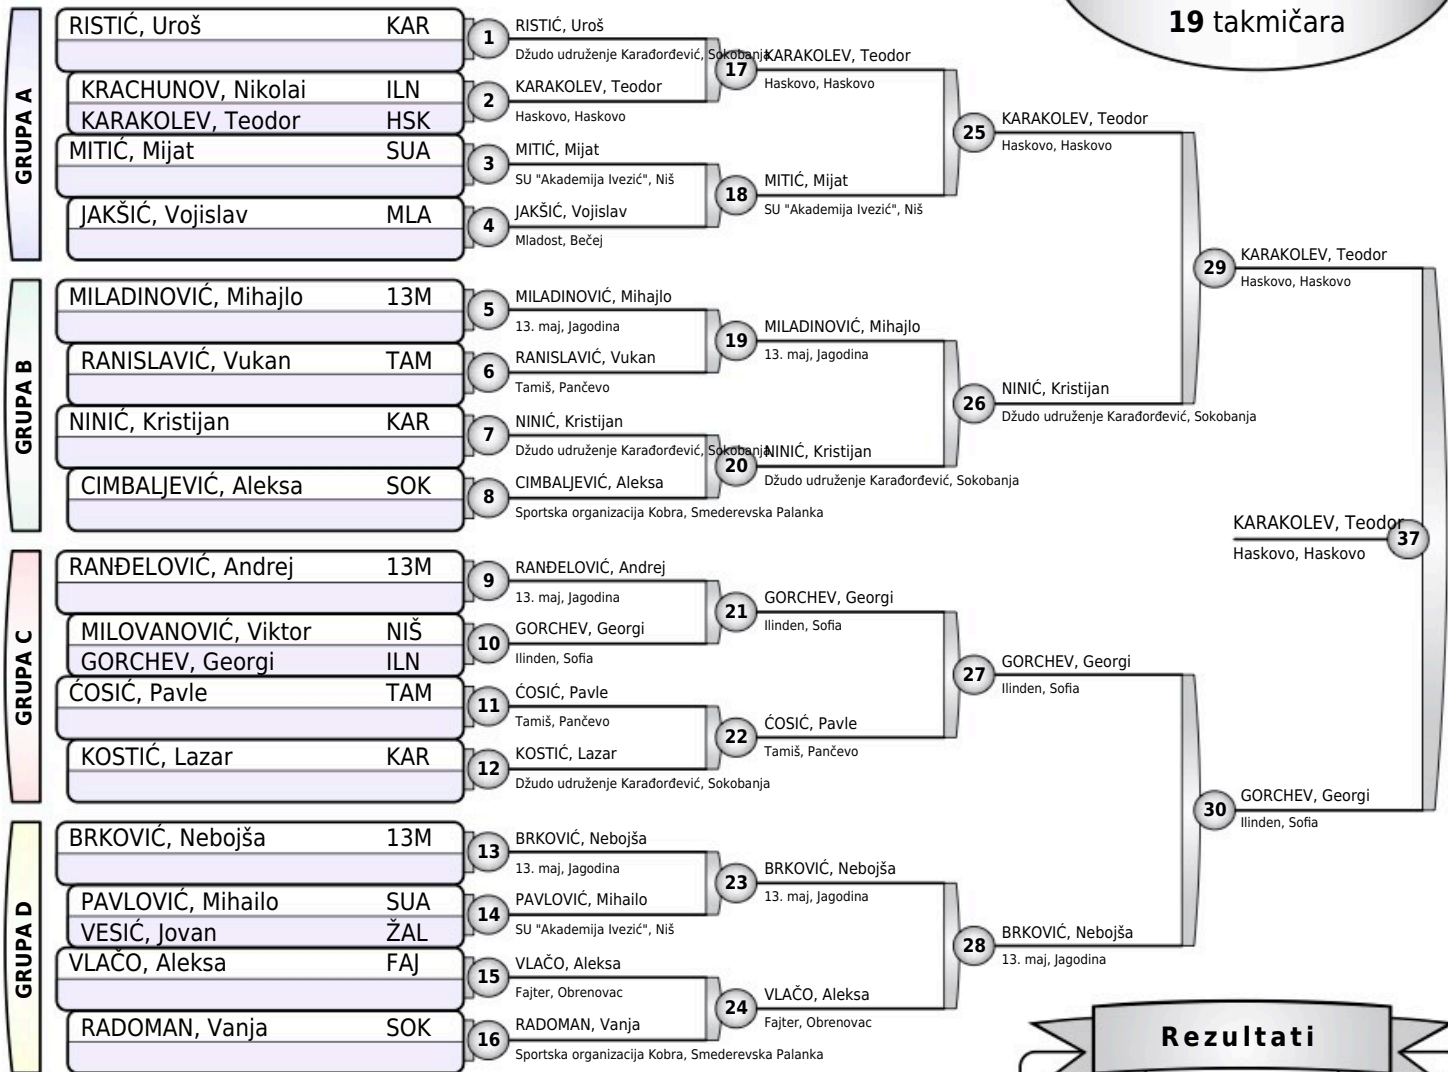 19 takmičara
GRUPA A
RISTIĆ, Uroš KAR
KRACHUNOV, Nikolai ILN
KARAKOLEV, Teodor HSK
MITIĆ, Mijat SUA
JAKŠIĆ, Vojislav MLA
GRUPA B
MILADINOVIĆ, Mihajlo 13M
RANISLAVIĆ, Vukan TAM
NINIĆ, Kristijan KAR
CIMBALJEVIĆ, Aleksa SOK
GRUPA C
RANĐELOVIĆ, Andrej 13M
MILOVANOVIĆ, Viktor NIŠ
GORCHEV, Georgi ILN
ĆOSIĆ, Pavle TAM
KOSTIĆ, Lazar KAR
GRUPA D
BRKOVIĆ, Nebojša 13M
PAVLOVIĆ, Mihailo SUA
VESIĆ, Jovan ŽAL
VLAČO, Aleksa FAJ
RADOMAN, Vanja SOK
1 RISTIĆ, Uroš
Džudo udruženje Karađorđević, Sokobanja
2 KARAKOLEV, Teodor
Haskovo, Haskovo
3 MITIĆ, Mijat
SU "Akademija Ivezić", Niš
4 JAKŠIĆ, Vojislav
Mladost, Bečej
5 MILADINOVIĆ, Mihajlo
13. maj, Jagodina
6 RANISLAVIĆ, Vukan
Tamiš, Pančevo
7 NINIĆ, Kristijan
Džudo udruženje Karađorđević, Sokobanja
8 CIMBALJEVIĆ, Aleksa
Sportska organizacija Kobra, Smederevska Palanka
9 RANĐELOVIĆ, Andrej
13. maj, Jagodina
10 GORCHEV, Georgi
Ilinden, Sofia
11 ĆOSIĆ, Pavle
Tamiš, Pančevo
12 KOSTIĆ, Lazar
Džudo udruženje Karađorđević, Sokobanja
13 BRKOVIĆ, Nebojša
13. maj, Jagodina
14 PAVLOVIĆ, Mihailo
SU "Akademija Ivezić", Niš
15 VLAČO, Aleksa
Fajter, Obrenovac
16 RADOMAN, Vanja
Sportska organizacija Kobra, Smederevska Palanka
17 KARAKOLEV, Teodor
Haskovo, Haskovo
18 MITIĆ, Mijat
SU "Akademija Ivezić", Niš
19 MILADINOVIĆ, Mihajlo
13. maj, Jagodina
20 NINIĆ, Kristijan
Džudo udruženje Karađorđević, Sokobanja
21 GORCHEV, Georgi
Ilinden, Sofia
22 ĆOSIĆ, Pavle
Tamiš, Pančevo
23 BRKOVIĆ, Nebojša
13. maj, Jagodina
24 VLAČO, Aleksa
Fajter, Obrenovac
25 KARAKOLEV, Teodor
Haskovo, Haskovo
26 NINIĆ, Kristijan
Džudo udruženje Karađorđević, Sokobanja
27 GORCHEV, Georgi
Ilinden, Sofia
28 BRKOVIĆ, Nebojša
13. maj, Jagodina
29 KARAKOLEV, Teodor
Haskovo, Haskovo
30 GORCHEV, Georgi
Ilinden, Sofia
KARAKOLEV, Teodor 37
Haskovo, Haskovo
Rezultati